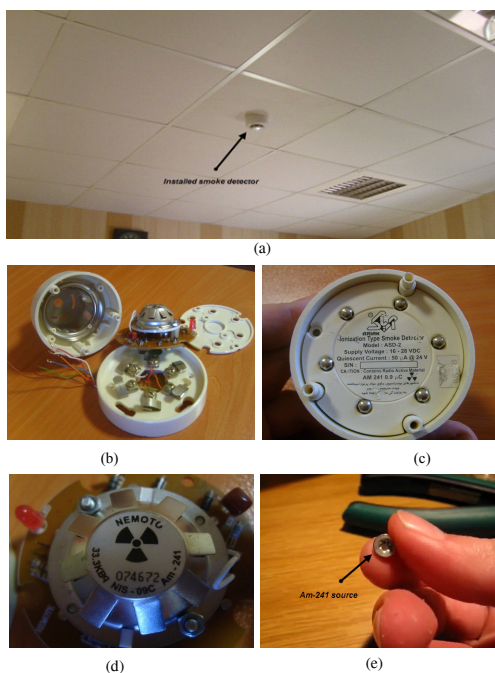 Installed smoke detector
(a)
(b)
(c)
-Ionization Type Smoke Detector
Model : ASD-2
Supply Voltage : 16 - 28 VDC
Quiescent Current : 50 µA @ 24 V
S/N :
CAUTION : Contains Radio Active Material
AM 241 0.9 µC
NEMOTO
33.3KBq
074672
NIS-09C Am-241
Am-241 source
(d)
(e)